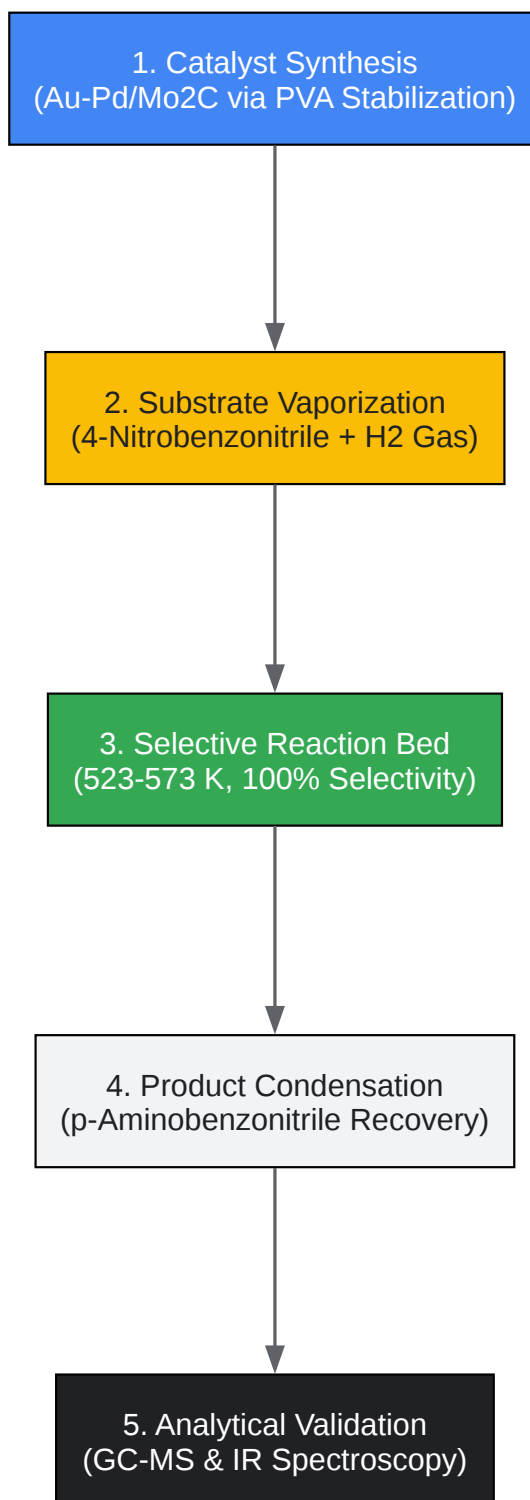 1. Catalyst Synthesis
(Au-Pd/Mo2C via PVA Stabilization)
2. Substrate Vaporization
(4-Nitrobenzonitrile + H2 Gas)
3. Selective Reaction Bed
(523-573 K, 100% Selectivity)
4. Product Condensation
(p-Aminobenzonitrile Recovery)
5. Analytical Validation
(GC-MS & IR Spectroscopy)